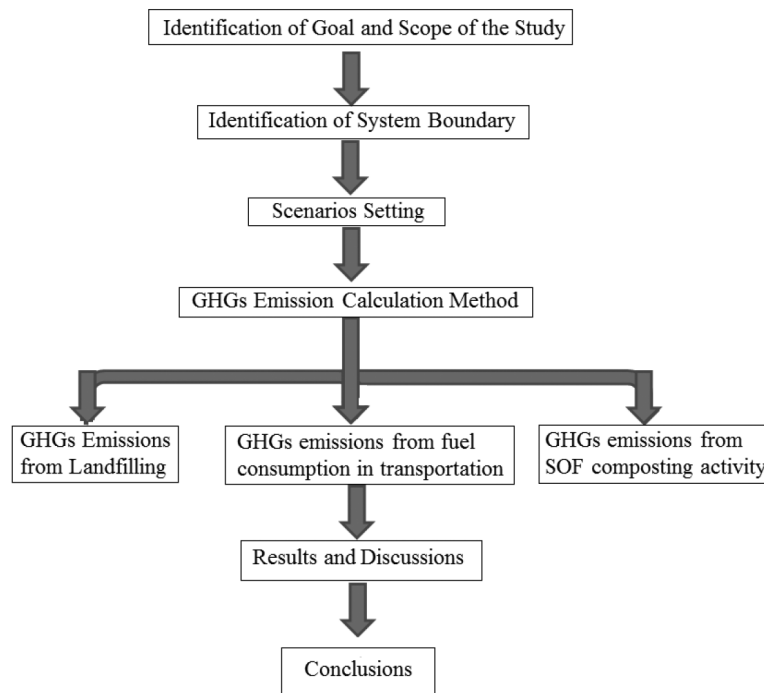 Identification of Goal and Scope of the Study
Identification of System Boundary
Scenarios Setting
GHGs Emission Calculation Method
GHGs Emissions
from Landfilling
GHGs emissions from fuel
consumption in transportation
GHGs emissions from
SOF composting activity
Results and Discussions
Conclusions